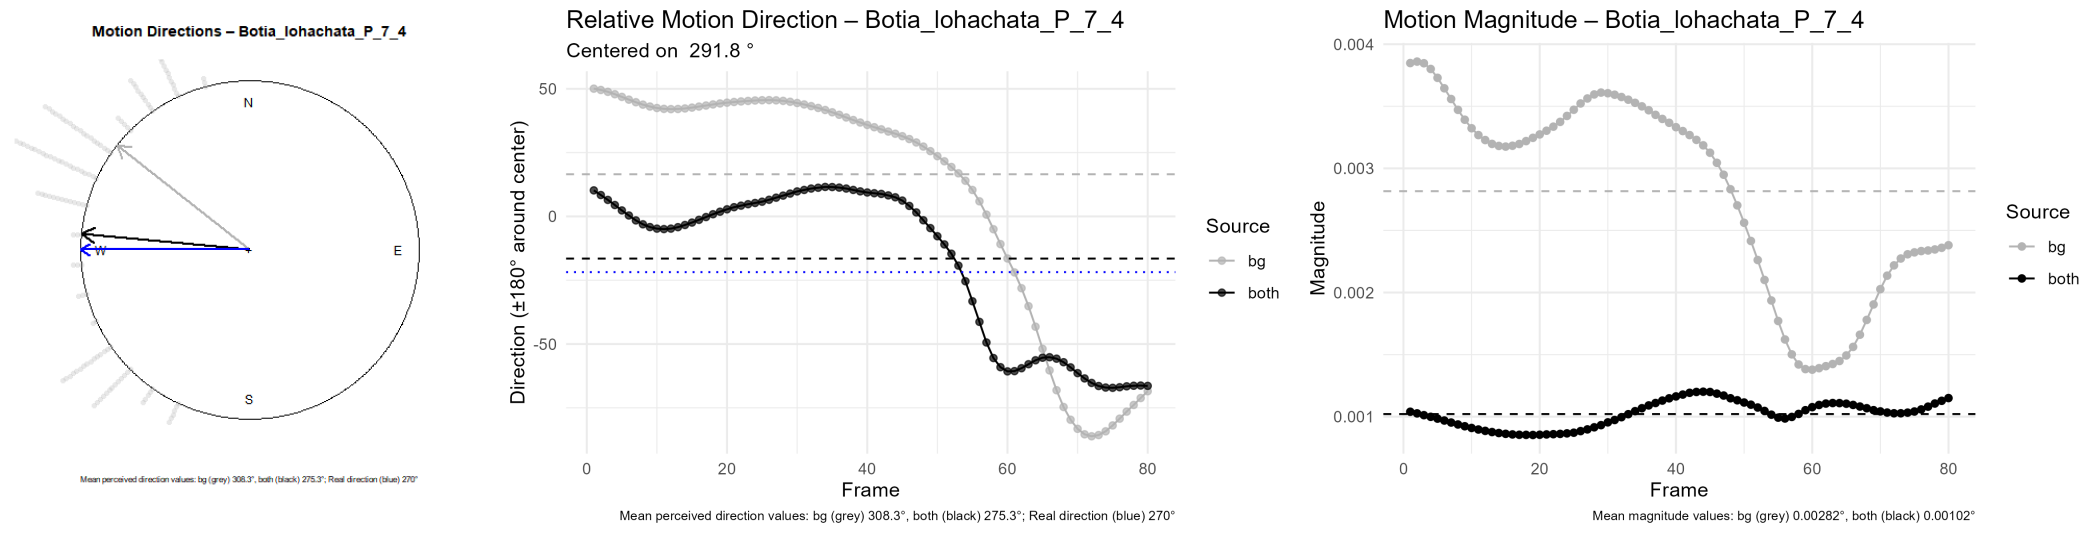 Motion Directions – Botia_lohachata_P_7_4
N
W
E
S
Mean perceived direction values: bg (grey) 308.3°, both (black) 275.3°; Real direction (blue) 270°
Relative Motion Direction – Botia_lohachata_P_7_4
Centered on  291.8 °
Direction (±180° around center)
50
0
-50
0
20
40
60
80
Frame
Source
bg
both
Mean perceived direction values: bg (grey) 308.3°, both (black) 275.3°; Real direction (blue) 270°
Motion Magnitude – Botia_lohachata_P_7_4
Magnitude
0.004
0.003
0.002
0.001
0
20
40
60
80
Frame
Source
bg
both
Mean magnitude values: bg (grey) 0.00282°, both (black) 0.00102°